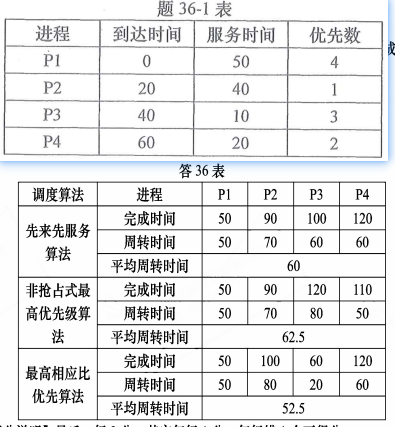 题 36-1 表
进程 到达时间 服务时间 优先数
P1 0 50 4
P2 20 40 1
P3 40 10 3
P4 60 20 2
答 36 表
调度算法 进程 P1 P2 P3 P4
先来先服务算法 完成时间 50 90 100 120
周转时间 50 70 60 60
平均周转时间 60
非抢占式最高优先级算法 完成时间 50 90 120 110
周转时间 50 70 80 50
平均周转时间 62.5
最高相应比优先算法 完成时间 50 100 60 120
周转时间 50 80 20 60
平均周转时间 52.5